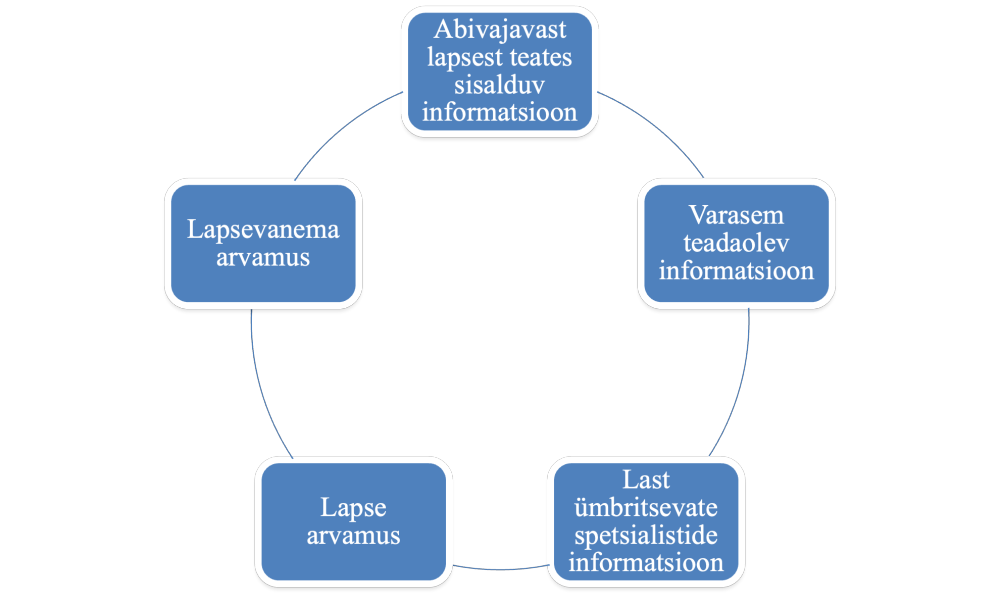 Abivajavast
lapsest teates
sisalduv
informatsioon
Lapsevanema
arvamus
Varasem
teadaolev
informatsioon
Lapse
arvamus
Last
ümbritsevate
spetsialistide
informatsioon